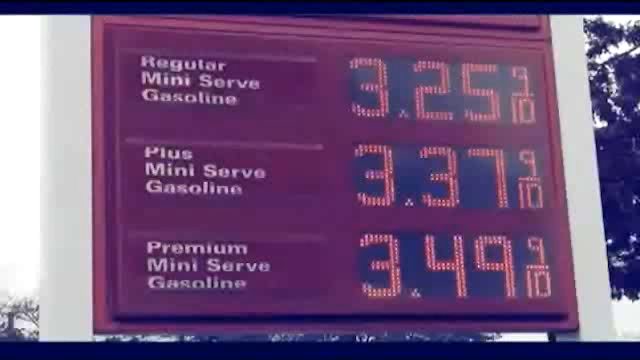 Regular
Mini Serve
Gasoline
3.25 9/10
Plus
Mini Serve
Gasoline
3.37 9/10
Premium
Mini Serve
Gasoline
3.49 9/10